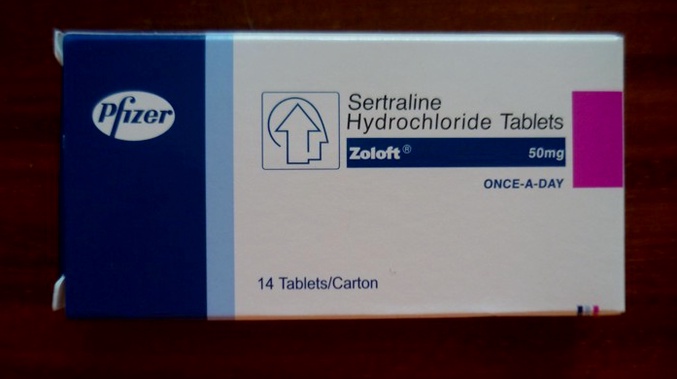 Pfizer
Sertraline
Hydrochloride Tablets
Zoloft® 50mg
ONCE-A-DAY
14 Tablets/Carton